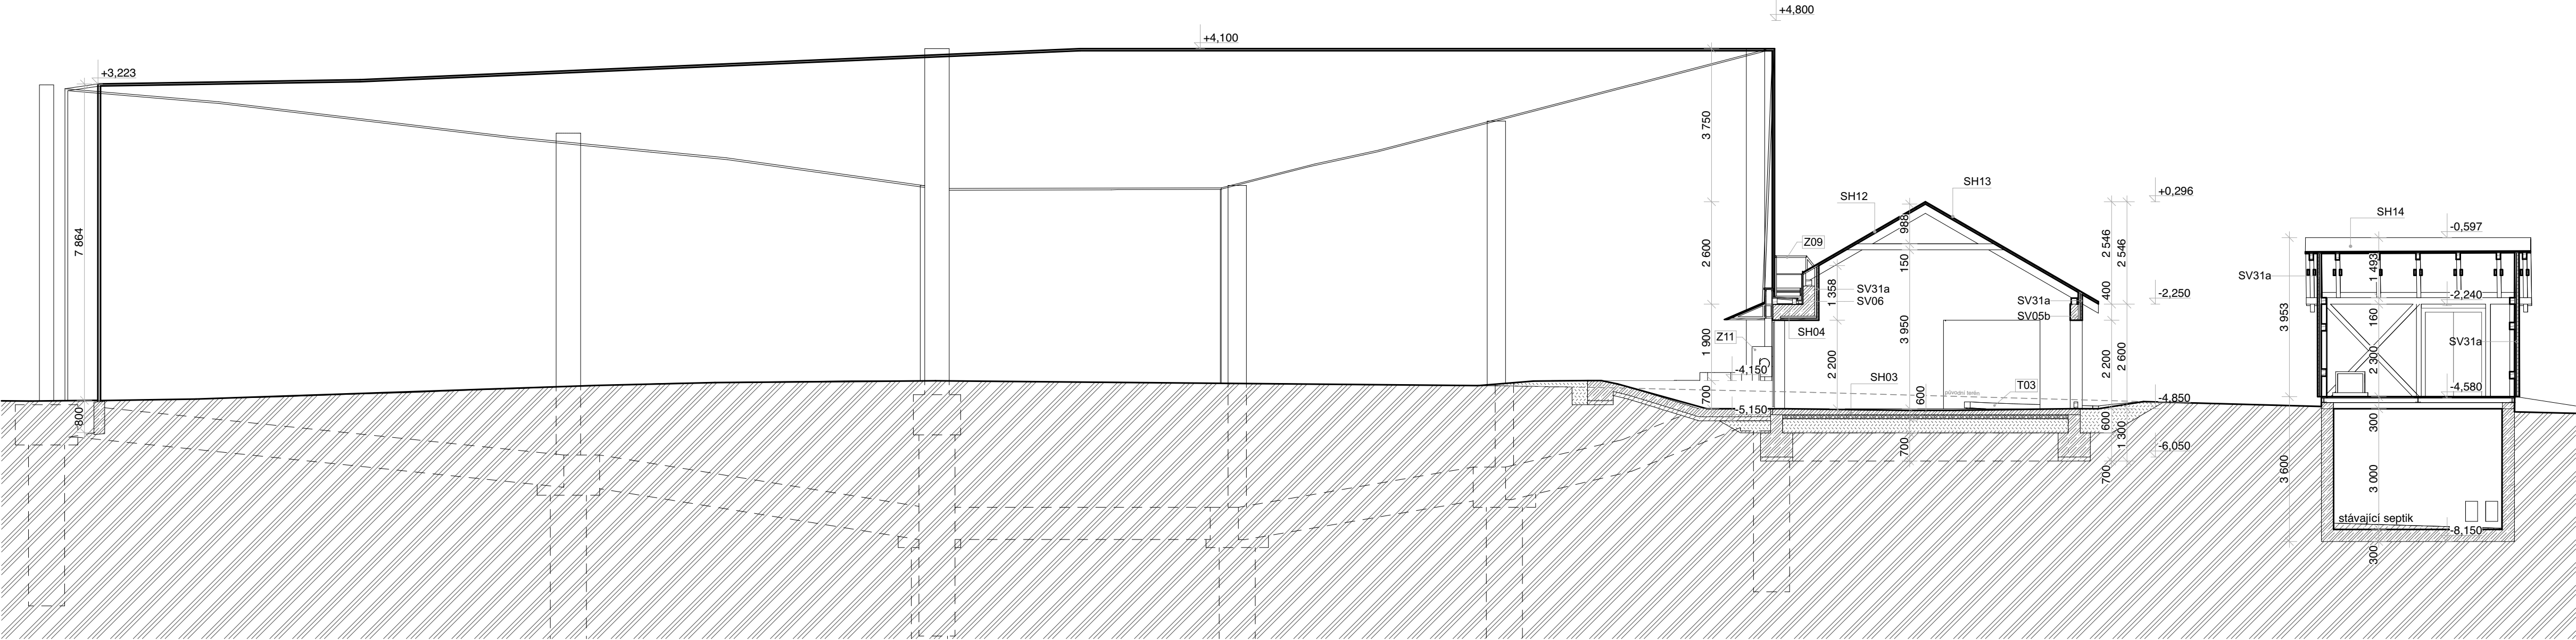 +4,800
+4,100
+3,223
3 750
7 864
2 600
1 900
700
800
-4,150
-5,150
Z09
Z11
SH12
SH13
988
150
1 358
3 950
2 200
600
700
SV31a
SV06
SH04
SH03
T03
SV31a
SV05b
+0,296
2 546
2 546
400
-2,250
2 200
2 600
-4,850
600
1 300
-6,050
700
SH14
-0,597
SV31a
1 493
-2,240
160
3 953
SV31a
2 300
-4,580
300
3 600
3 000
stávající septik
-8,150
300